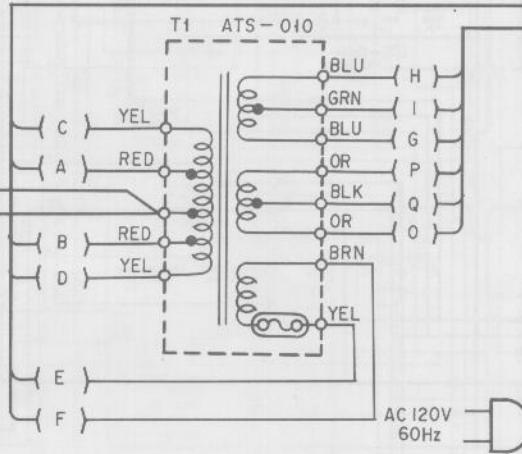 T1 ATS-010
BLU H
GRN I
BLU G
OR P
BLK Q
OR O
BRN
YEL
C YEL
A RED
B RED
D YEL
E
F
AC 120V
60Hz